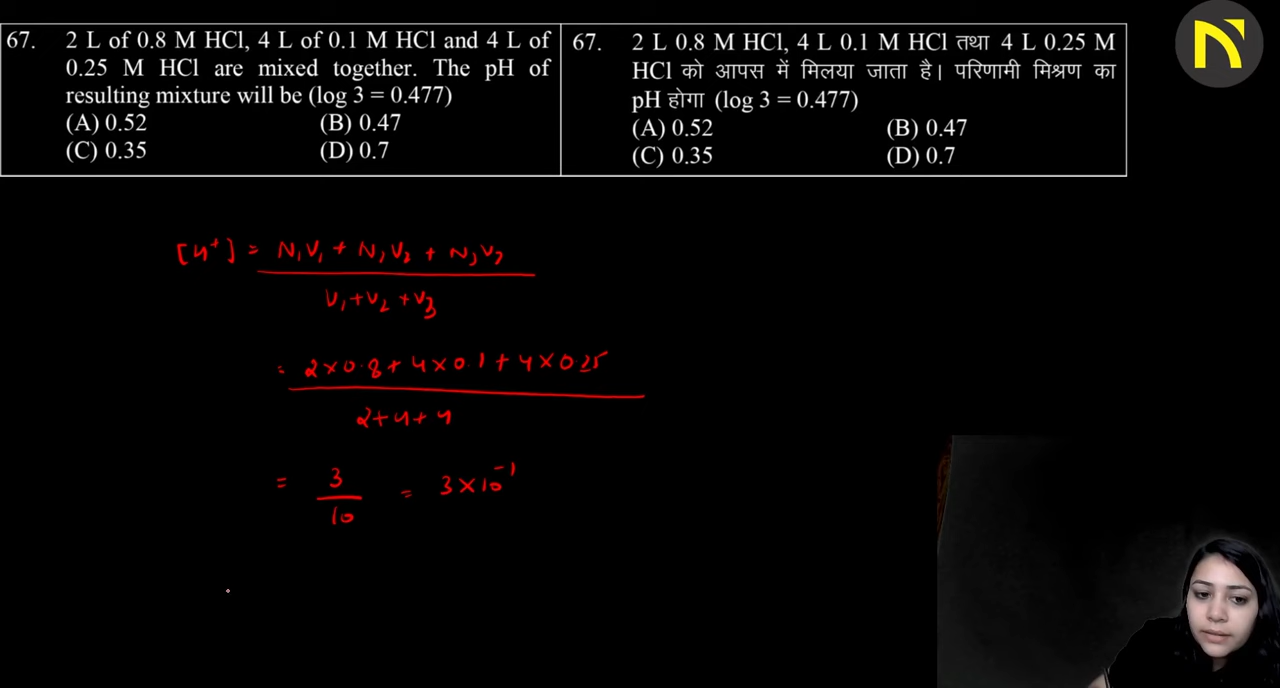 67. 2 L of 0.8 M HCl, 4 L of 0.1 M HCl and 4 L of
0.25 M HCl are mixed together. The pH of
resulting mixture will be (log 3 = 0.477)
(A) 0.52 (B) 0.47
(C) 0.35 (D) 0.7
67. 2 L 0.8 M HCl, 4 L 0.1 M HCl तथा 4 L 0.25 M
HCl को आपस में मिलया जाता है। परिणामी मिश्रण का
pH होगा (log 3 = 0.477)
(A) 0.52 (B) 0.47
(C) 0.35 (D) 0.7
[H⁺] = N₁V₁ + N₂V₂ + N₃V₃
V₁ + V₂ + V₃
= 2 × 0.8 + 4 × 0.1 + 4 × 0.25
2 + 4 + 4
= 3 = 3 × 10⁻¹
10